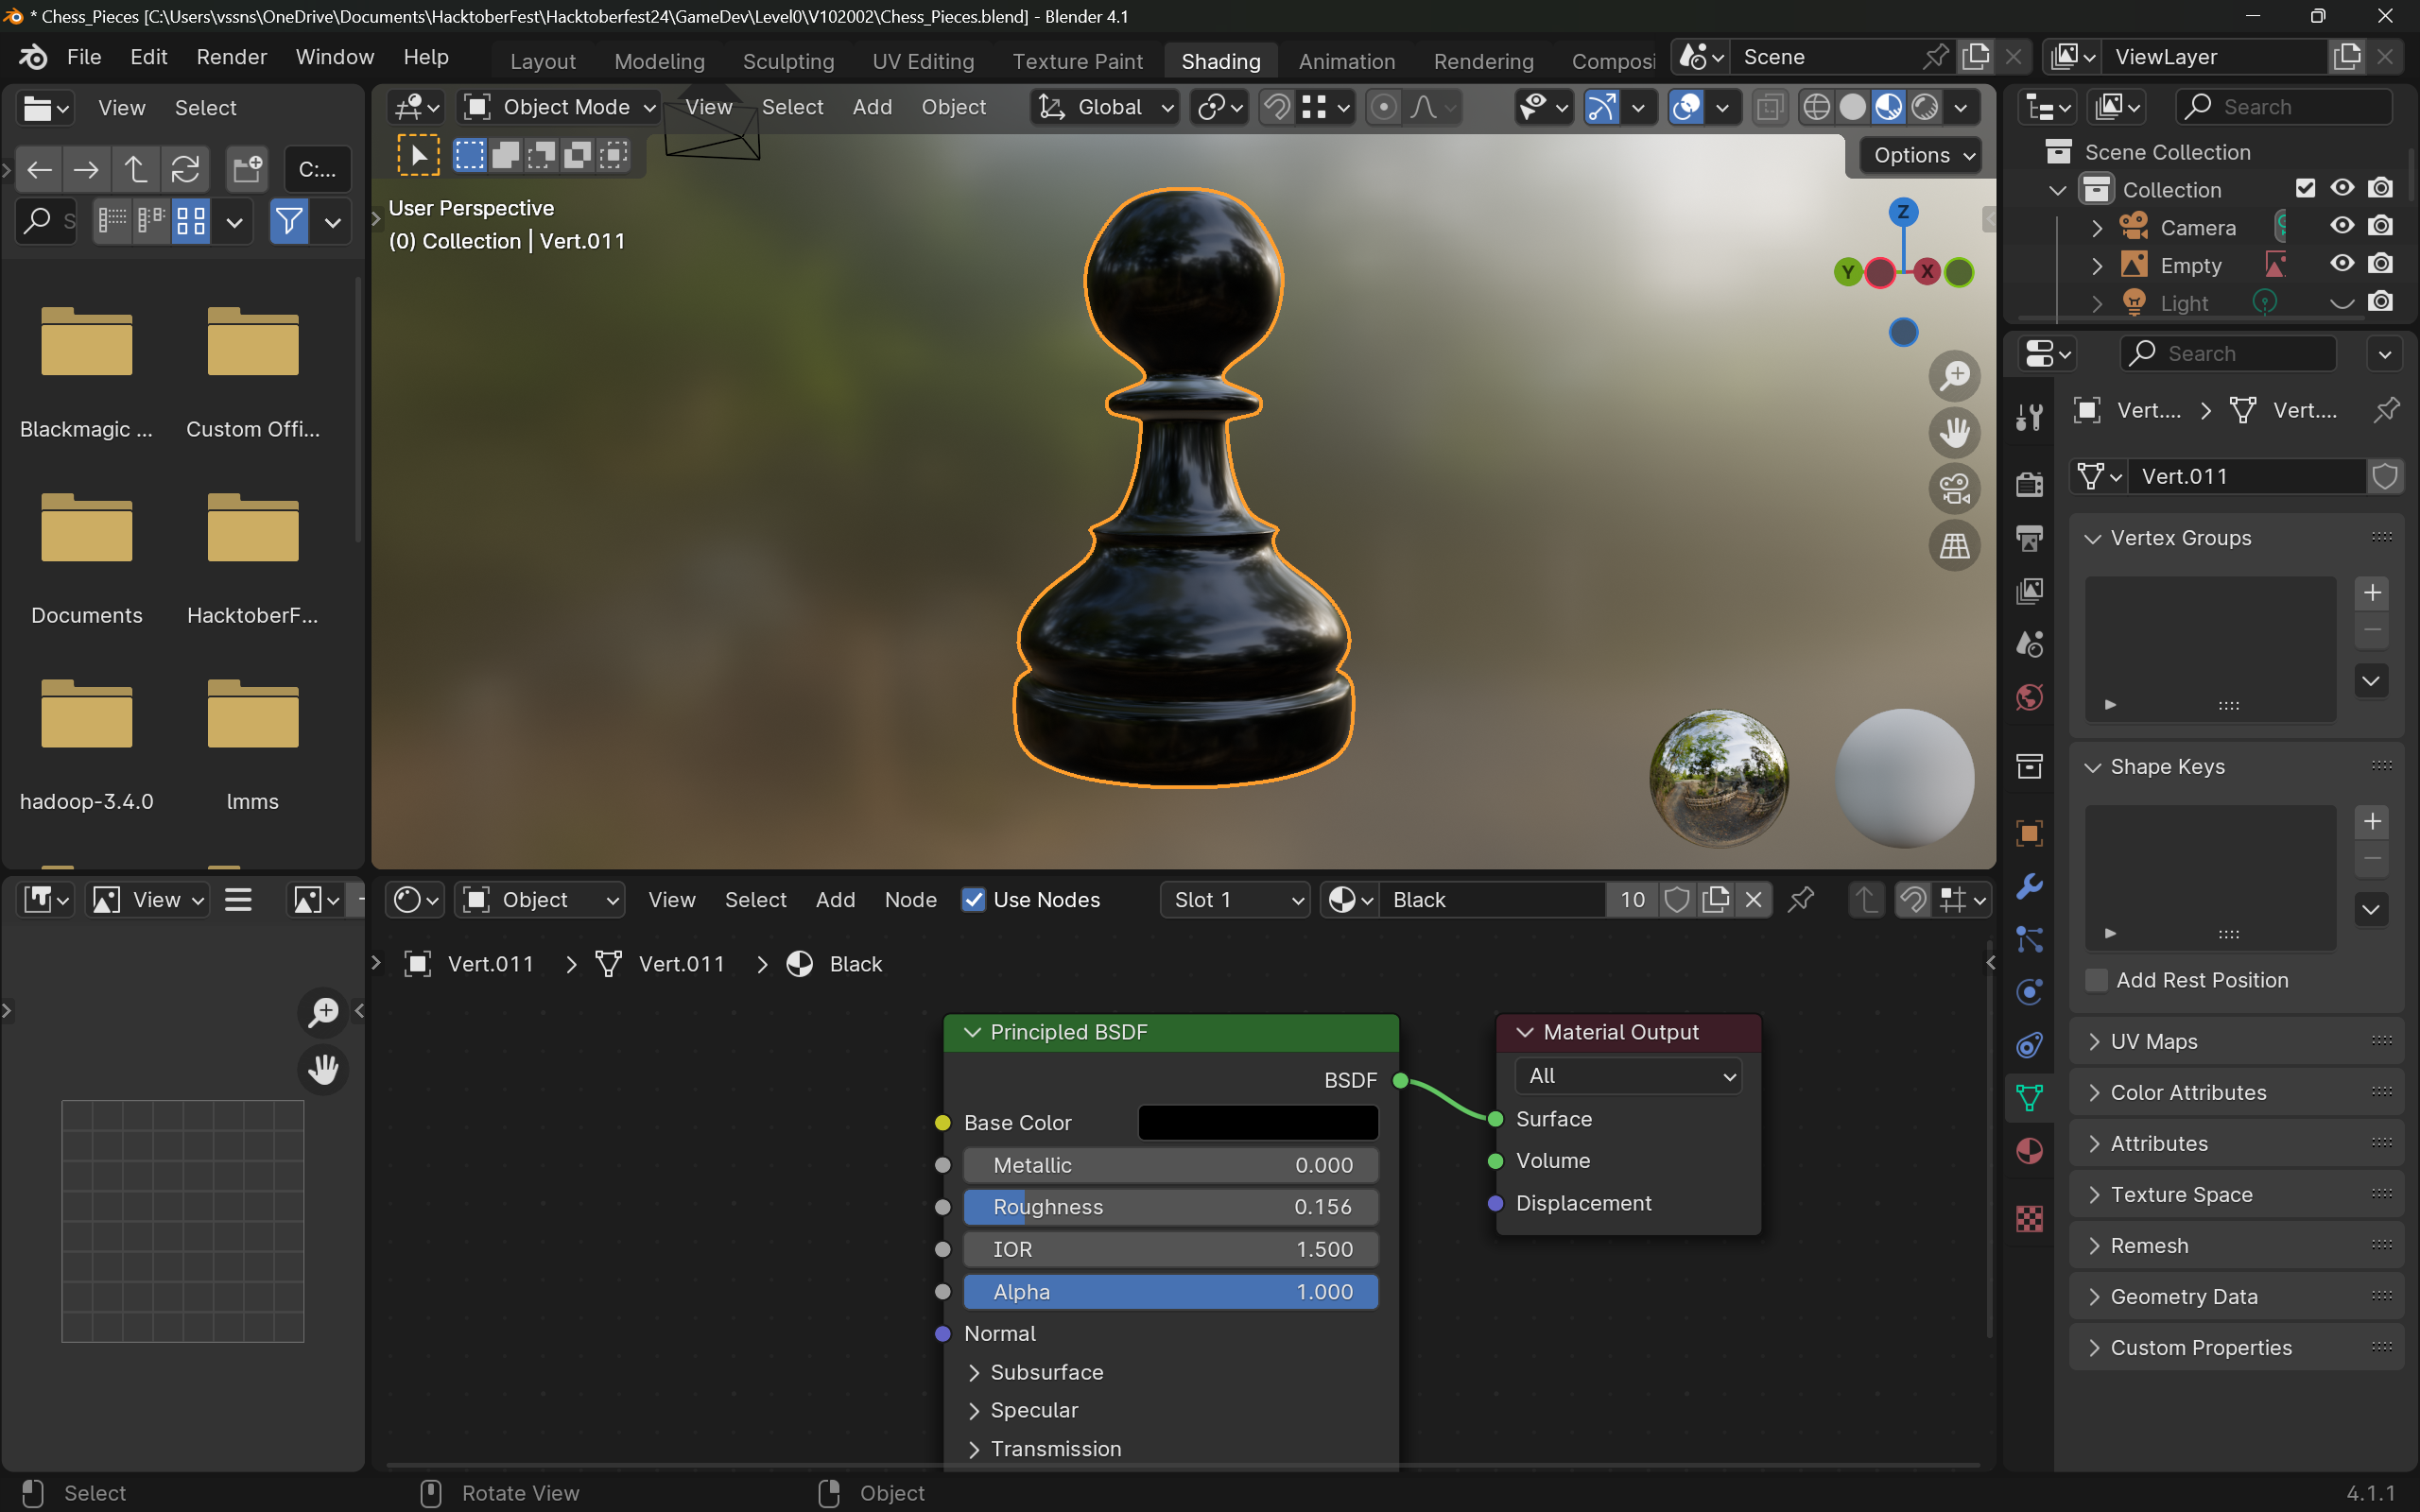 * Chess_Pieces [C:\Users\vssns\OneDrive\Documents\HacktoberFest\Hacktoberfest24\GameDev\Level0\V102002\Chess_Pieces.blend] - Blender 4.1
File Edit Render Window Help Layout Modeling Sculpting UV Editing Texture Paint Shading Animation Rendering Composi Scene ViewLayer
View Select
Object Mode View Select Add Object Global
Search
C:...
S
Options
User Perspective
(0) Collection | Vert.011
Z
Y X
Blackmagic ... Custom Offi...
Documents HacktoberF...
hadoop-3.4.0 lmms
Scene Collection
Collection
Camera
Empty
Light
Search
Vert.... Vert....
Vert.011
Vertex Groups
Shape Keys
Add Rest Position
UV Maps
Color Attributes
Attributes
Texture Space
Remesh
Geometry Data
Custom Properties
View
Object View Select Add Node Use Nodes Slot 1 Black 10
Vert.011 Vert.011 Black
Principled BSDF
BSDF
Base Color
Metallic 0.000
Roughness 0.156
IOR 1.500
Alpha 1.000
Normal
Subsurface
Specular
Transmission
Material Output
All
Surface
Volume
Displacement
Select Rotate View Object 4.1.1